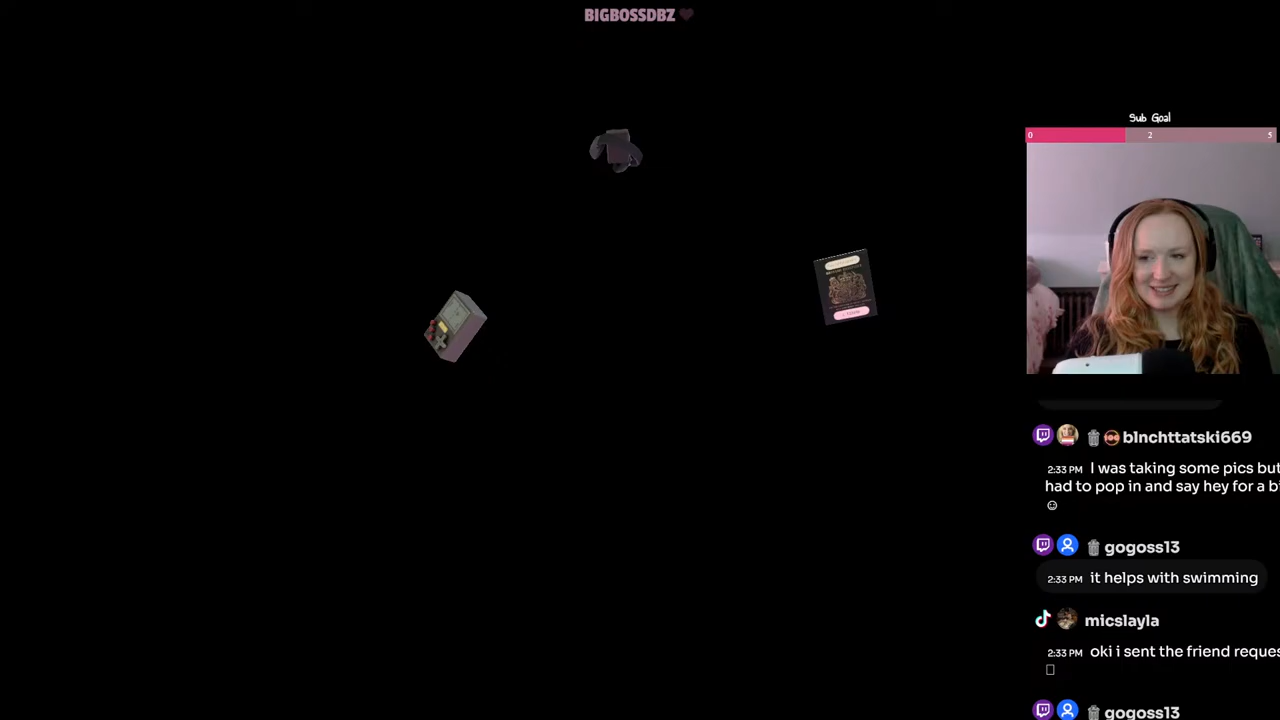 BIGBOSSDBZ
Sub Goal
0 2 5
blnchttatski669
2:33 PM I was taking some pics but
had to pop in and say hey for a bi
☺
gogoss13
2:33 PM it helps with swimming
micslayla
2:33 PM oki i sent the friend reques
gogoss13